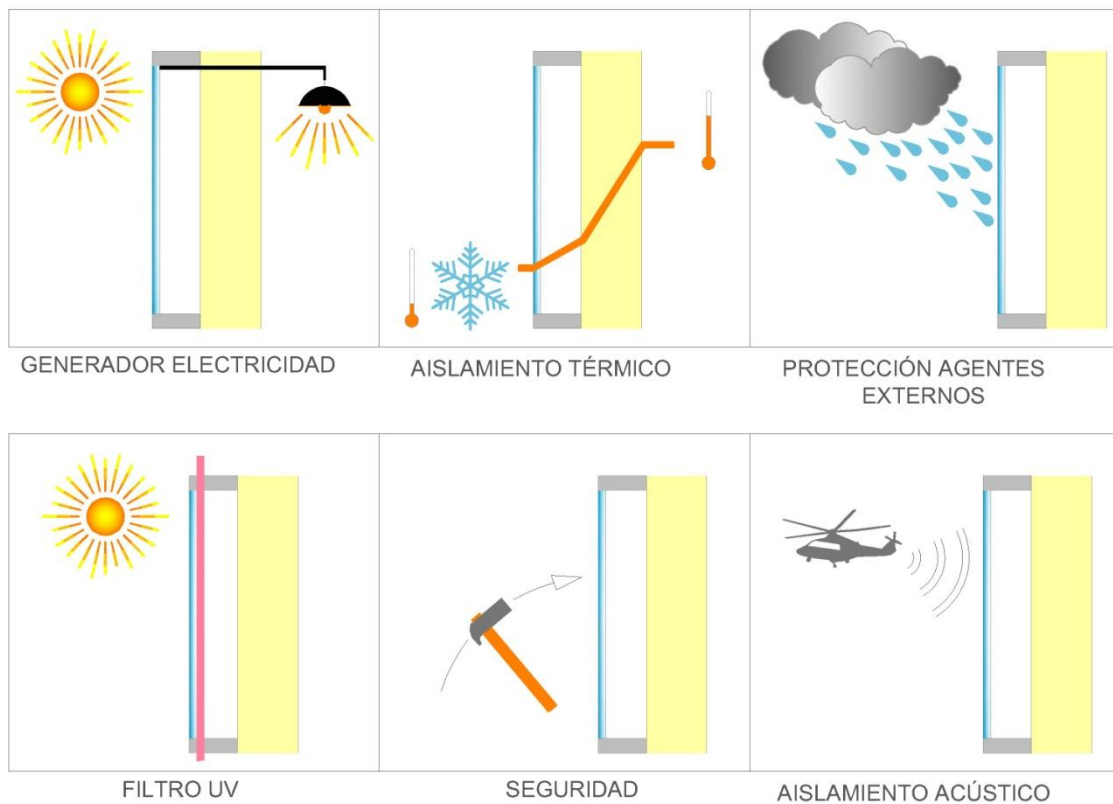 GENERADOR ELECTRICIDAD
AISLAMIENTO TÉRMICO
PROTECCIÓN AGENTES
EXTERNOS
FILTRO UV
SEGURIDAD
AISLAMIENTO ACÚSTICO